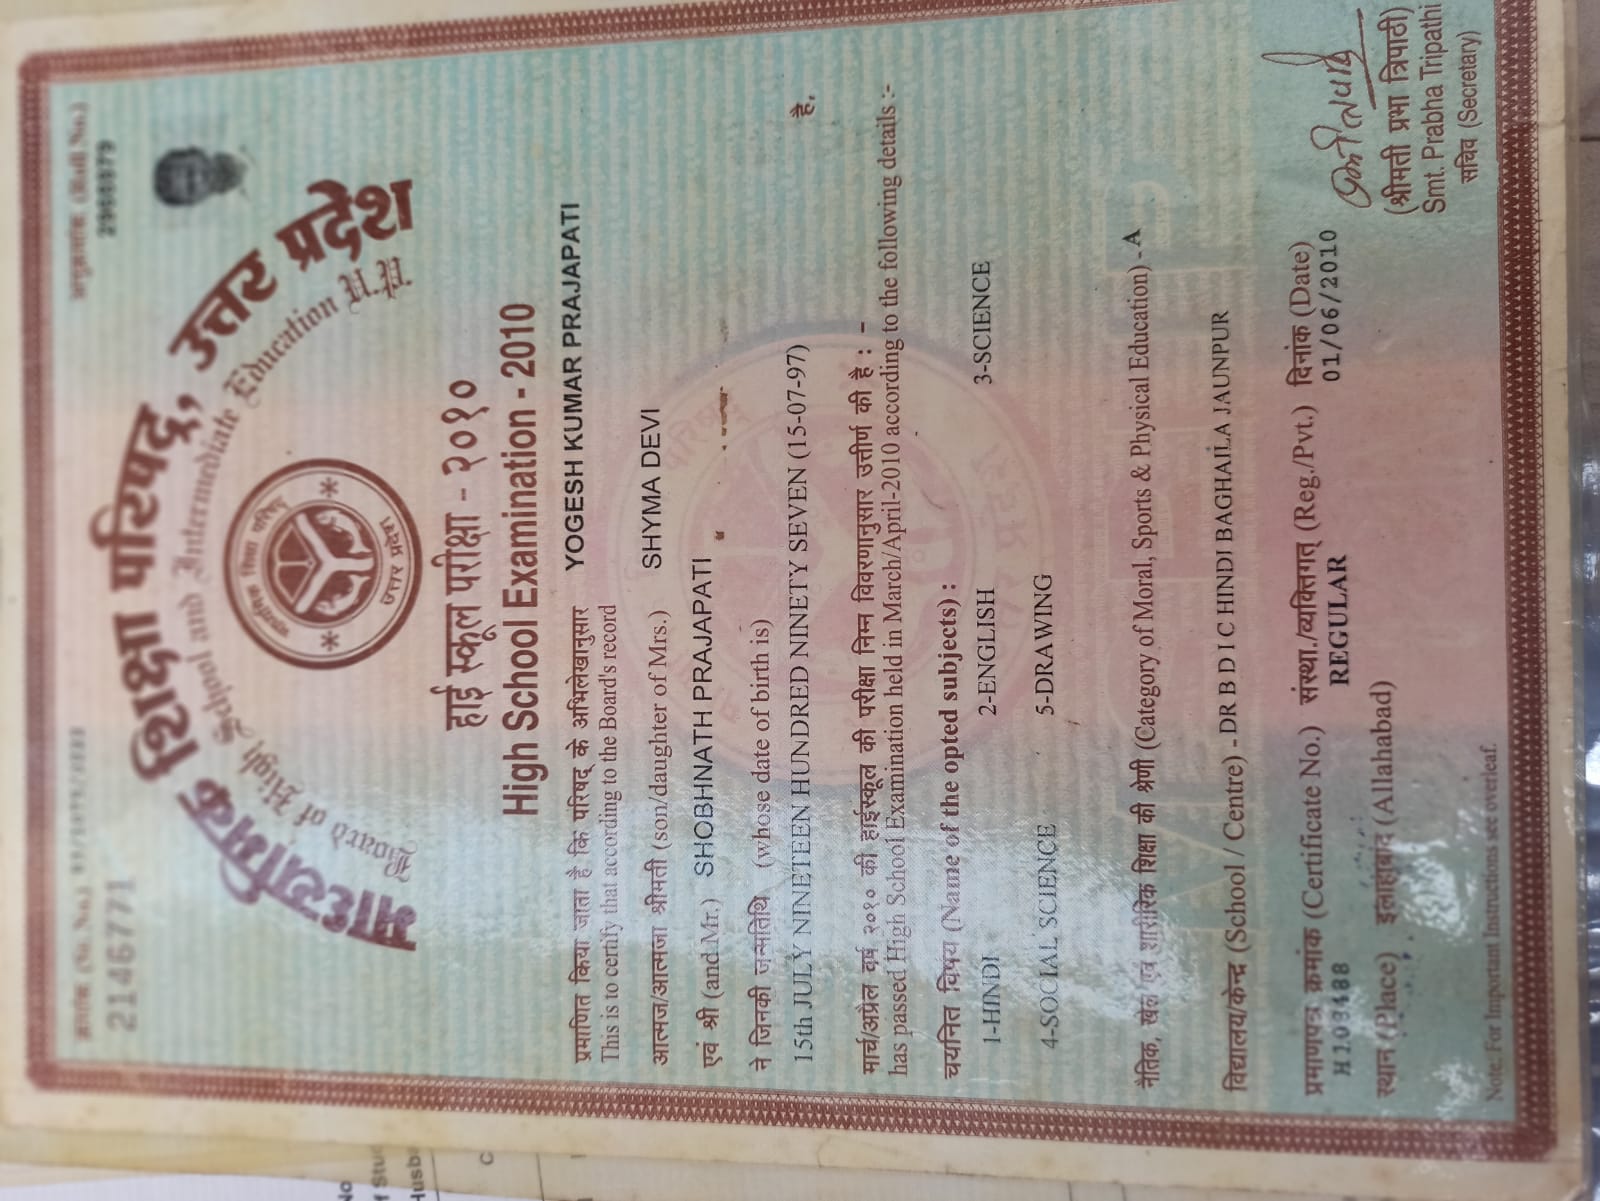 क्रमांक (Sr. No.)
2146771
अनुक्रमांक (Roll No.)
माध्यमिक शिक्षा परिषद्, उत्तर प्रदेश
Board of High School and Intermediate Education U.P.
माध्यमिक शिक्षा परिषद्
उत्तर प्रदेश
हाई स्कूल परीक्षा - २०१०
High School Examination - 2010
प्रमाणित किया जाता है कि परिषद् के अभिलेखानुसार YOGESH KUMAR PRAJAPATI
This is to certify that according to the Board's record
आत्मज/आत्मजा श्रीमती (son/daughter of Mrs.) SHYMA DEVI
एवं श्री (and Mr.) SHOBHNATH PRAJAPATI
ने जिनकी जन्मतिथि (whose date of birth is)
15th JULY NINETEEN HUNDRED NINETY SEVEN (15-07-97) है,
मार्च/अप्रैल वर्ष २०१० की हाईस्कूल की परीक्षा निम्न विवरणानुसार उत्तीर्ण की है : -
has passed High School Examination held in March/April-2010 according to the following details :-
चयनित विषय (Name of the opted subjects) :
1-HINDI 2-ENGLISH 3-SCIENCE
4-SOCIAL SCIENCE 5-DRAWING
नैतिक, खेल एवं शारीरिक शिक्षा की श्रेणी (Category of Moral, Sports & Physical Education) - A
विद्यालय/केन्द्र (School / Centre) - DR B D I C HINDI BAGHAILA JAUNPUR
प्रमाणपत्र क्रमांक (Certificate No.) संस्था./व्यक्तिगत् (Reg./Pvt.) दिनांक (Date)
H103488 REGULAR 01/06/2010
स्थान (Place) इलाहाबाद (Allahabad)
(श्रीमती प्रभा त्रिपाठी)
Smt. Prabha Tripathi
सचिव (Secretary)
Note: For Important Instructions see overleaf.